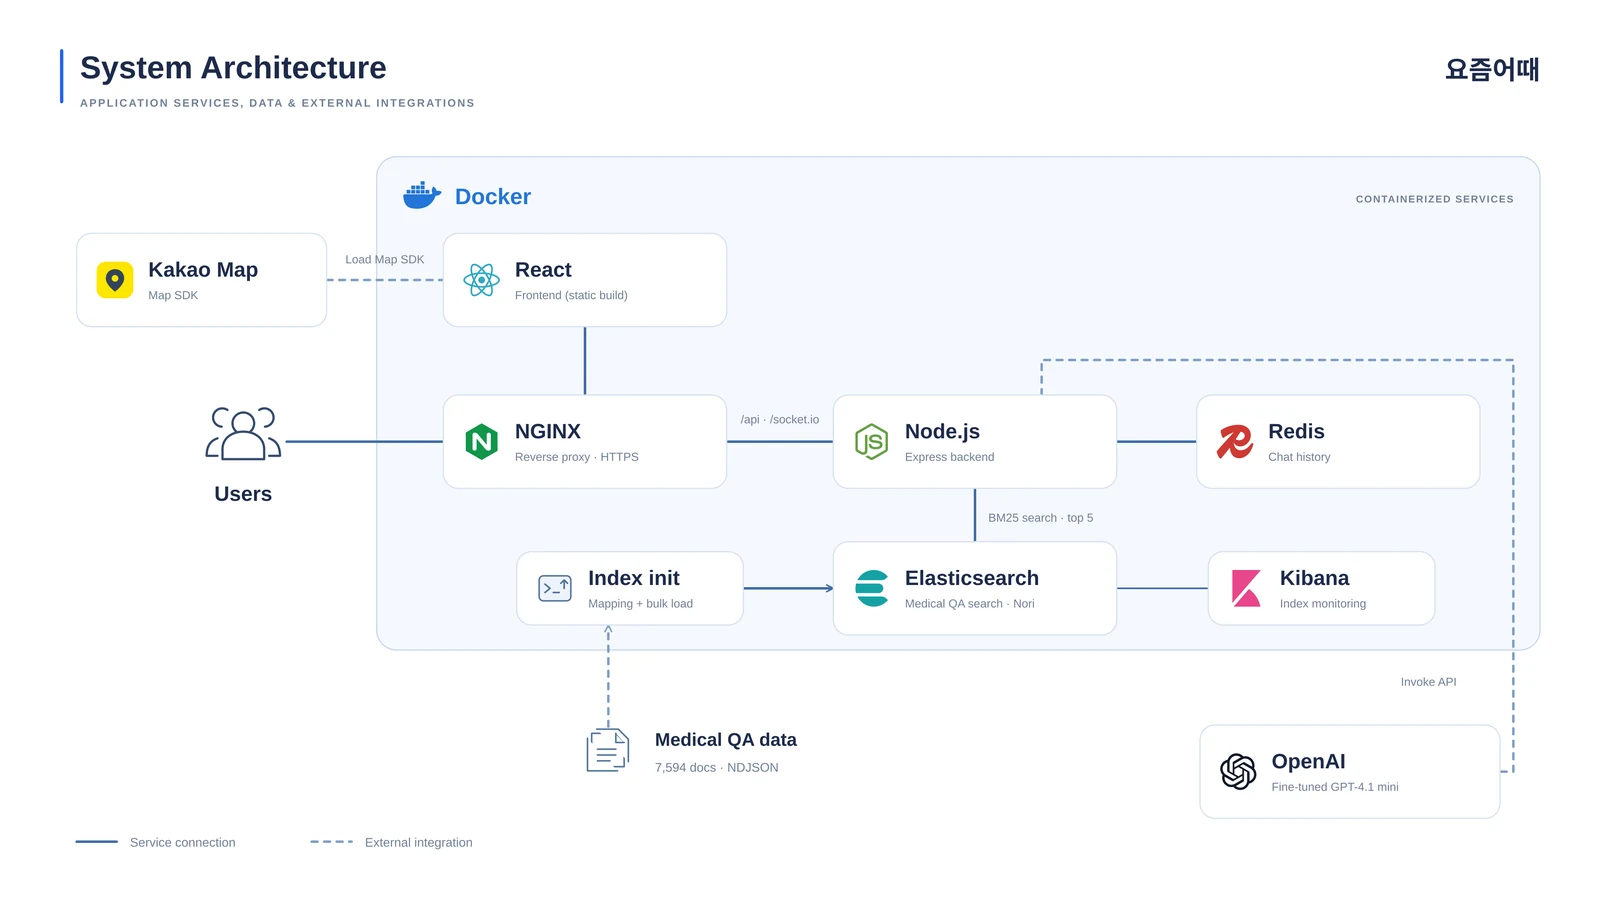 System Architecture
APPLICATION SERVICES, DATA & EXTERNAL INTEGRATIONS
요즘어때
Docker
CONTAINERIZED SERVICES
Kakao Map
Map SDK
Load Map SDK
React
Frontend (static build)
Users
NGINX
Reverse proxy · HTTPS
/api · /socket.io
JS
Node.js
Express backend
Redis
Chat history
BM25 search · top 5
Index init
Mapping + bulk load
Elasticsearch
Medical QA search · Nori
Kibana
Index monitoring
Invoke API
Medical QA data
7,594 docs · NDJSON
OpenAI
Fine-tuned GPT-4.1 mini
Service connection
External integration